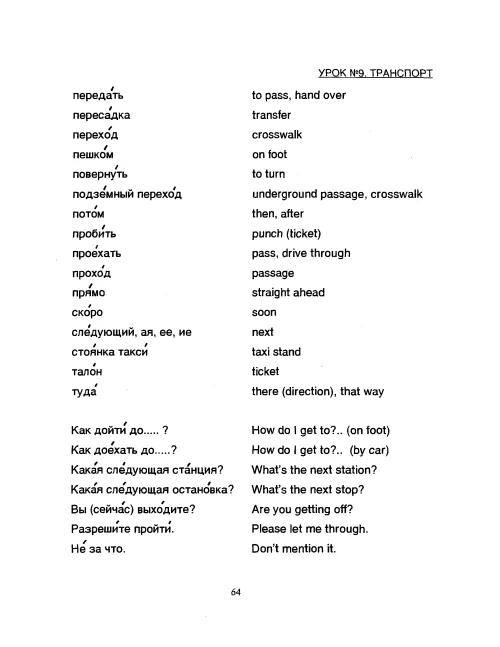 УРОК №9. ТРАНСПОРТ
переда́ть to pass, hand over
переса́дка transfer
перехо́д crosswalk
пешко́м on foot
поверну́ть to turn
подзе́мный перехо́д underground passage, crosswalk
пото́м then, after
проби́ть punch (ticket)
прое́хать pass, drive through
прохо́д passage
пря́мо straight ahead
ско́ро soon
сле́дующий, ая, ее, ие next
стоя́нка такси́ taxi stand
тало́н ticket
туда́ there (direction), that way
Как дойти́ до..... ? How do I get to?.. (on foot)
Как дое́хать до.....? How do I get to?.. (by car)
Кака́я сле́дующая ста́нция? What's the next station?
Кака́я сле́дующая остано́вка? What's the next stop?
Вы (сейча́с) выхо́дите? Are you getting off?
Разреши́те пройти́. Please let me through.
Не́ за что. Don't mention it.
64